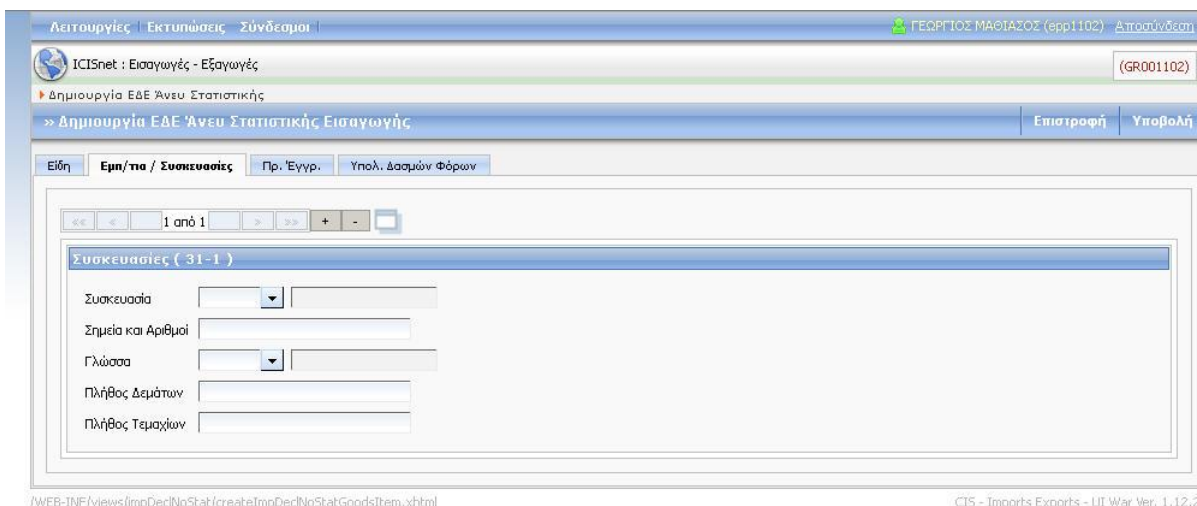 Λειτουργίες Εκτυπώσεις Σύνδεσμοι ΓΕΩΡΓΙΟΣ ΜΑΘΙΑΣΟΣ (epp1102) Αποσύνδεση
ICISnet : Εισαγωγές - Εξαγωγές (GR001102)
Δημιουργία ΕΔΕ Άνευ Στατιστικής
» Δημιουργία ΕΔΕ Άνευ Στατιστικής Εισαγωγής Επιστροφή Υποβολή
Είδη Εμπ/τια / Συσκευασίες Πρ. Έγγρ. Υπολ. Δασμών Φόρων
<< < 1 από 1 > >> + -
Συσκευασίες ( 31-1 )
Συσκευασία
Σημεία και Αριθμοί
Γλώσσα
Πλήθος Δεμάτων
Πλήθος Τεμαχίων
/WEB-INF/views/impDeclNoStat/createImpDeclNoStatGoodsItem.xhtml CIS - Imports Exports - UI War Ver. 1.12.2